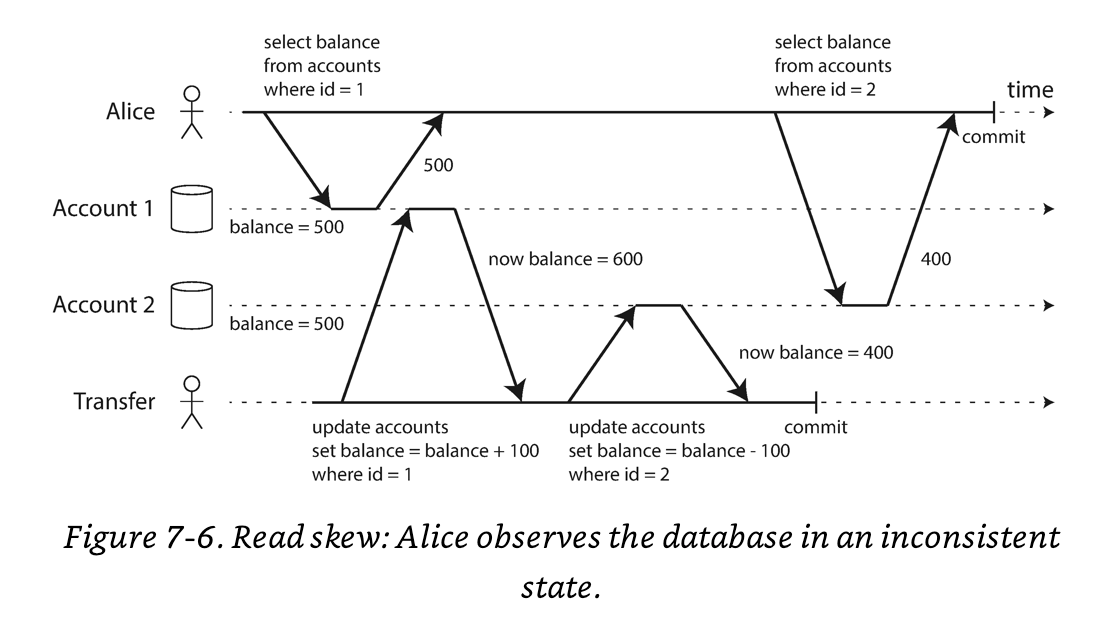 select balance
from accounts
where id = 1
select balance
from accounts
where id = 2
time
Alice
commit
500
Account 1
balance = 500
now balance = 600
400
Account 2
balance = 500
now balance = 400
Transfer
update accounts
set balance = balance + 100
where id = 1
update accounts
set balance = balance - 100
where id = 2
commit
Figure 7-6. Read skew: Alice observes the database in an inconsistent
state.